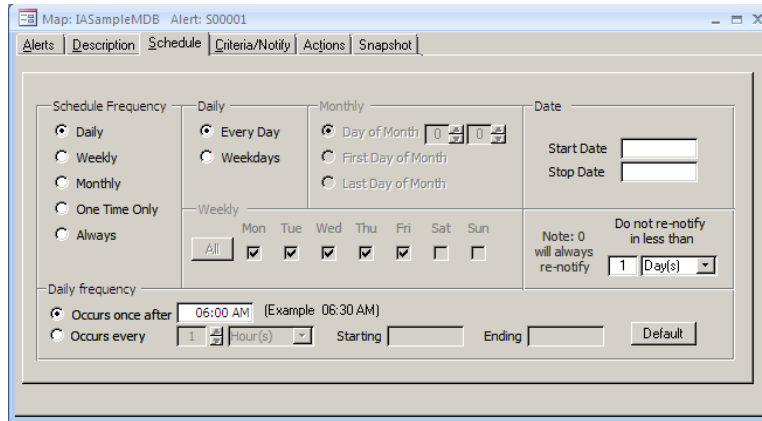 Map: IASampleMDB Alert: S00001
Alerts Description Schedule Criteria/Notify Actions Snapshot
Schedule Frequency Daily Monthly Date
Daily Every Day Day of Month 0 0
Start Date
Weekly Weekdays First Day of Month
Stop Date
Monthly Last Day of Month
One Time Only Weekly
Always All Mon Tue Wed Thu Fri Sat Sun
Note: 0
will always
re-notify
Do not re-notify
in less than
1 Day(s)
Daily frequency
Occurs once after 06:00 AM (Example 06:30 AM)
Occurs every 1 Hour(s) Starting Ending Default